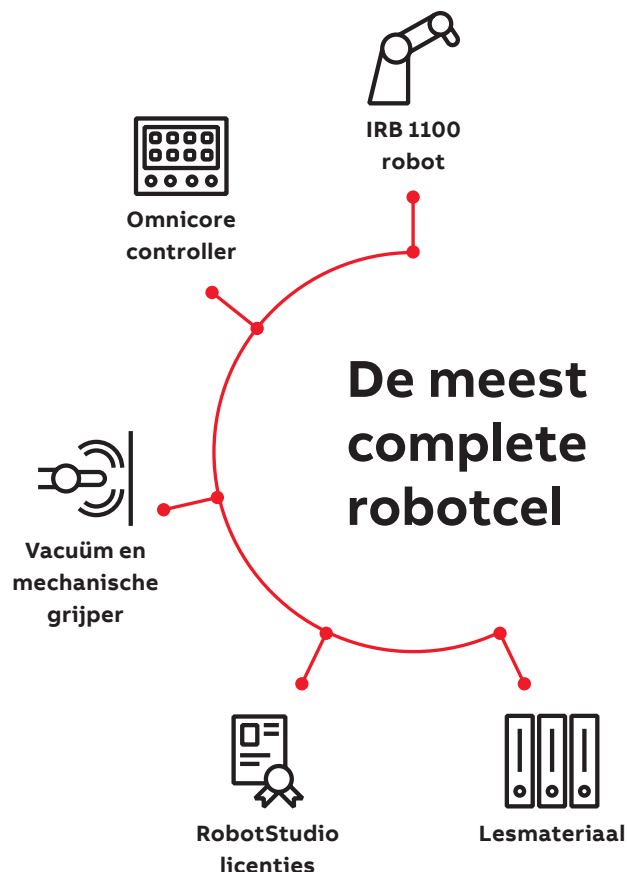 IRB 1100
robot
Omnicore
controller
De meest
complete
robotcel
Vacuüm en
mechanische
grijper
RobotStudio
licenties
Lesmateriaal